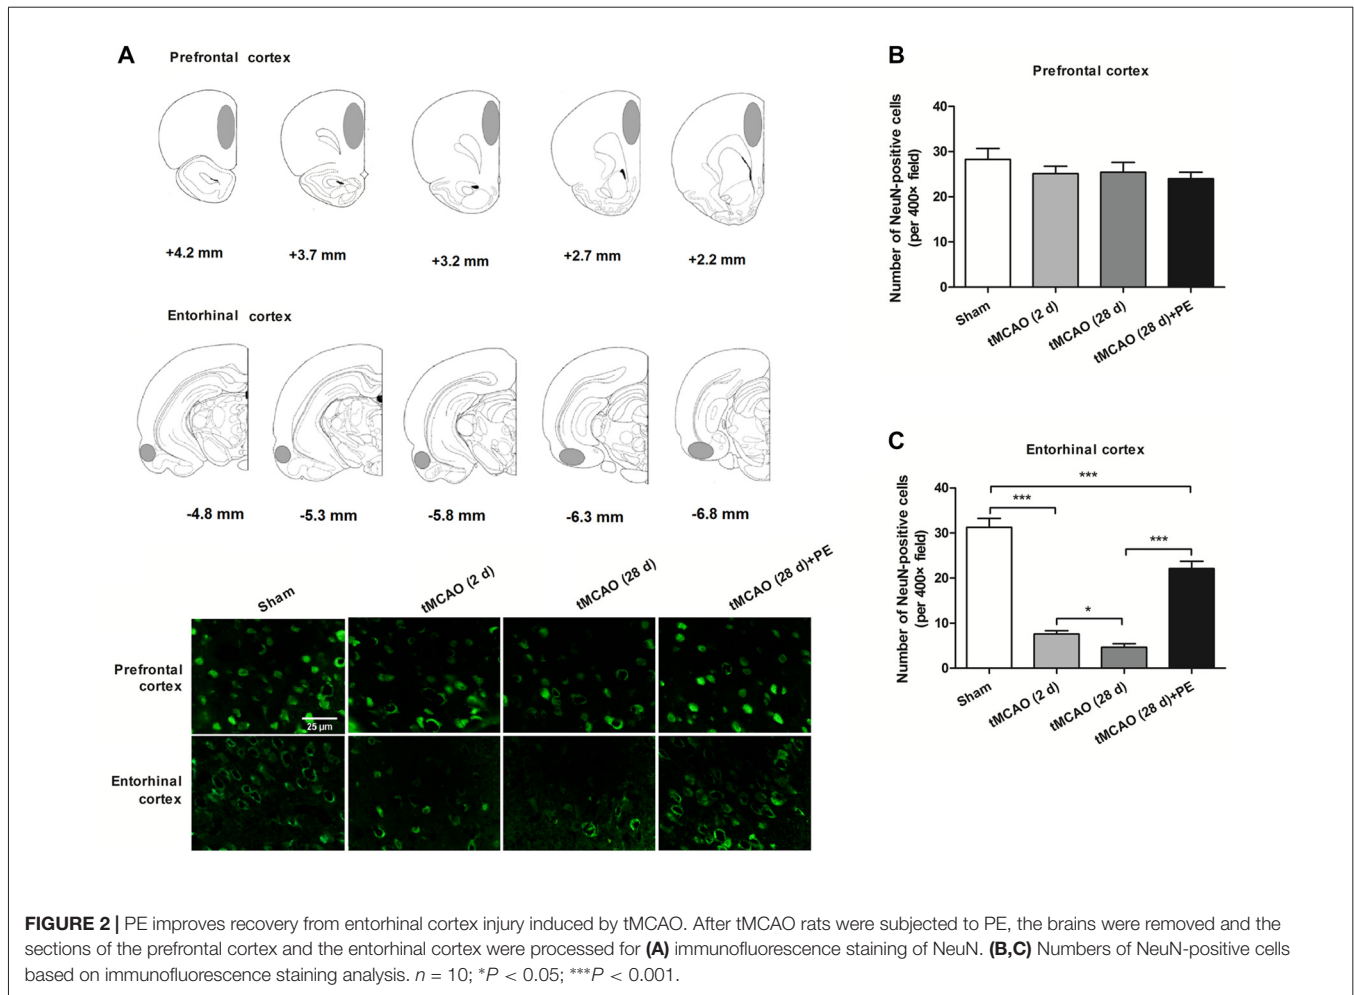 A
Prefrontal cortex
+4.2 mm
+3.7 mm
+3.2 mm
+2.7 mm
+2.2 mm
Entorhinal cortex
-4.8 mm
-5.3 mm
-5.8 mm
-6.3 mm
-6.8 mm
Sham
tMCAO (2 d)
tMCAO (28 d)
tMCAO (28 d)+PE
Prefrontal
cortex
25 µm
Entorhinal
cortex
B
Prefrontal cortex
Number of NeuN-positive cells
(per 400× field)
40
30
20
10
0
Sham
tMCAO (2 d)
tMCAO (28 d)
tMCAO (28 d)+PE
C
Entorhinal cortex
Number of NeuN-positive cells
(per 400× field)
40
30
20
10
0
***
***
***
*
Sham
tMCAO (2 d)
tMCAO (28 d)
tMCAO (28 d)+PE
FIGURE 2 | PE improves recovery from entorhinal cortex injury induced by tMCAO. After tMCAO rats were subjected to PE, the brains were removed and the
sections of the prefrontal cortex and the entorhinal cortex were processed for (A) immunofluorescence staining of NeuN. (B,C) Numbers of NeuN-positive cells
based on immunofluorescence staining analysis. n = 10; *P < 0.05; ***P < 0.001.